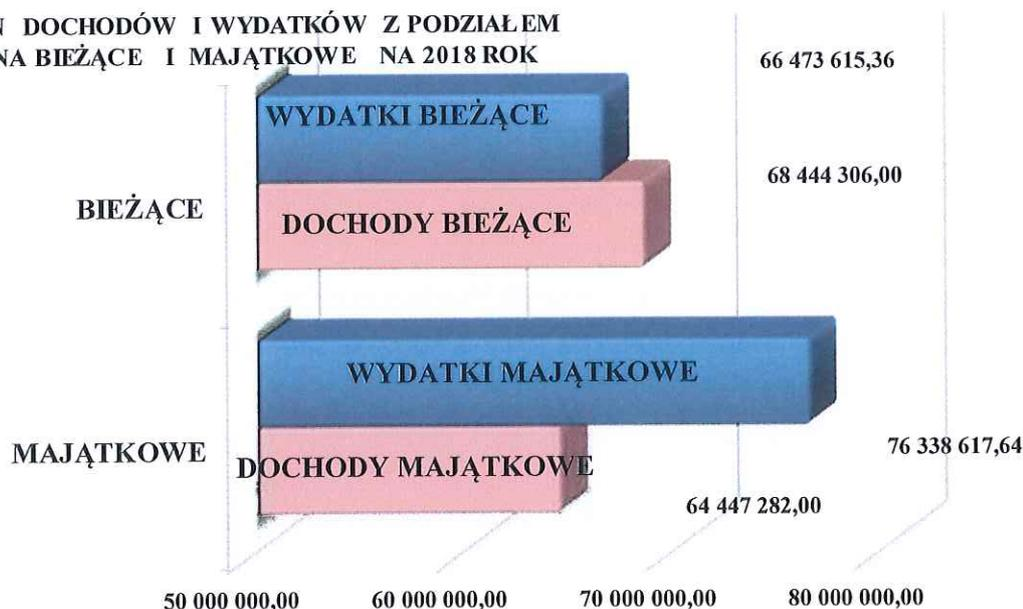 DOCHODÓW I WYDATKÓW Z PODZIAŁEM
NA BIEŻĄCE I MAJĄTKOWE NA 2018 ROK
66 473 615,36
WYDATKI BIEŻĄCE
68 444 306,00
BIEŻĄCE
DOCHODY BIEŻĄCE
WYDATKI MAJĄTKOWE
76 338 617,64
MAJĄTKOWE
DOCHODY MAJĄTKOWE
64 447 282,00
50 000 000,00 60 000 000,00 70 000 000,00 80 000 000,00